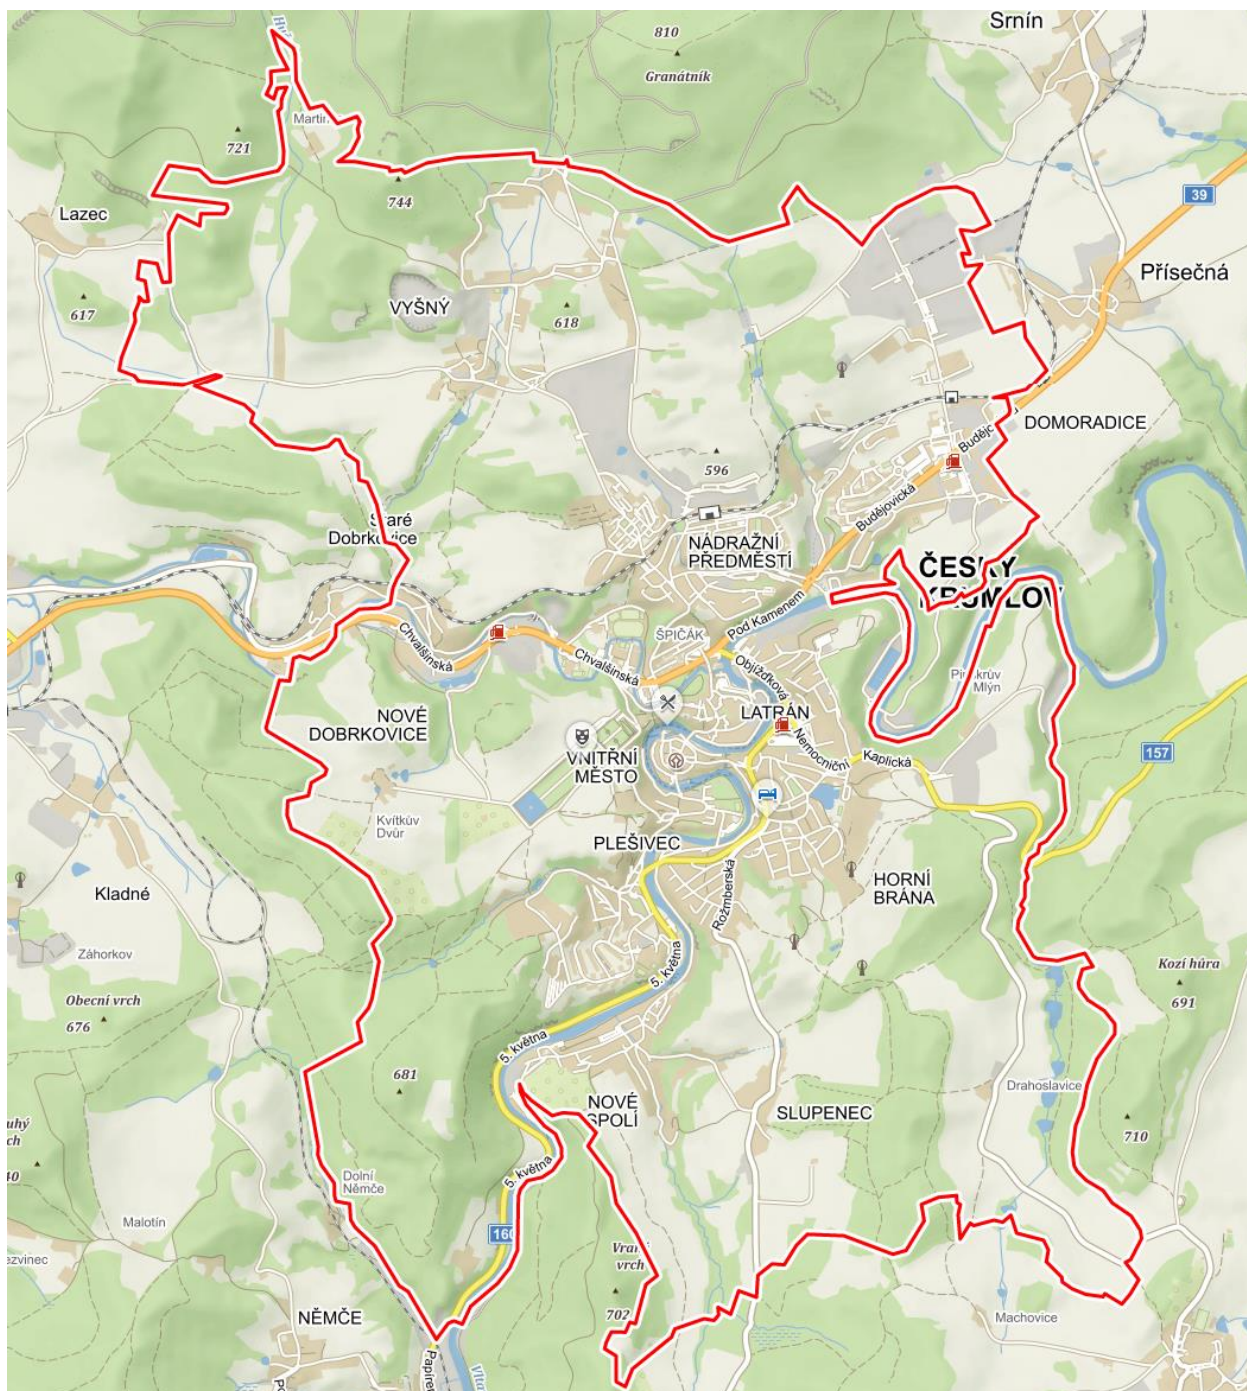 Srnín
810
Granátník
Martin
721
39
744
Lazec
Přísečná
617
VYŠNÝ
618
DOMORADICE
Budějo
596
Budějovická
Staré
Dobrkovice
NÁDRAŽNÍ
PŘEDMĚSTÍ
ČESKÝ
KRUMLOV
Pod Kamenem
Chvalšinská
ŠPIČÁK
Chvalšinská
Objížďková
Mlýn
LATRÁN
NOVÉ
DOBRKOVICE
Nemocniční
Kaplická
157
VNITŘNÍ
MĚSTO
Kvítkův
Dvůr
PLEŠIVEC
Kladné
Rožmberská
HORNÍ
BRÁNA
Záhorkov
5. května
Kozí hůra
691
Obecní vrch
676
5. května
681
Drahoslavice
NOVÉ
SPOLÍ
SLUPENEC
710
5. května
Dolní
Němče
Malotín
160
vrch
702
NĚMČE
Machovice